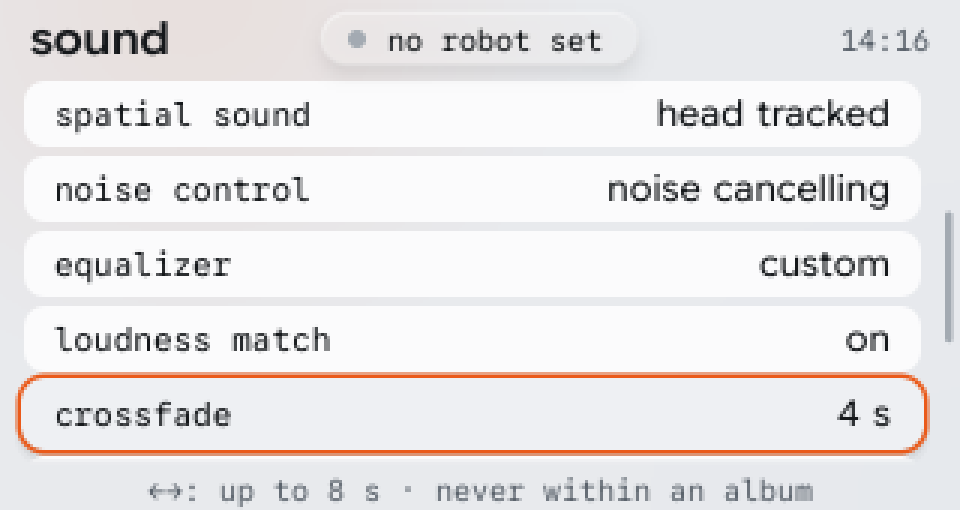 sound
no robot set
14:16
spatial sound head tracked
noise control noise cancelling
equalizer custom
loudness match on
crossfade 4 s
↔: up to 8 s · never within an album